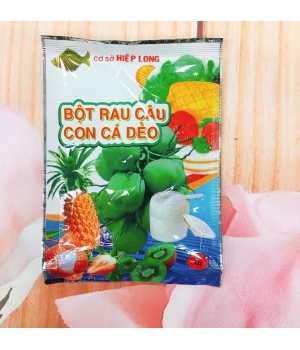 CƠ SỞ HIỆP LONG
BỘT RAU CÂU
CON CÁ DẺO